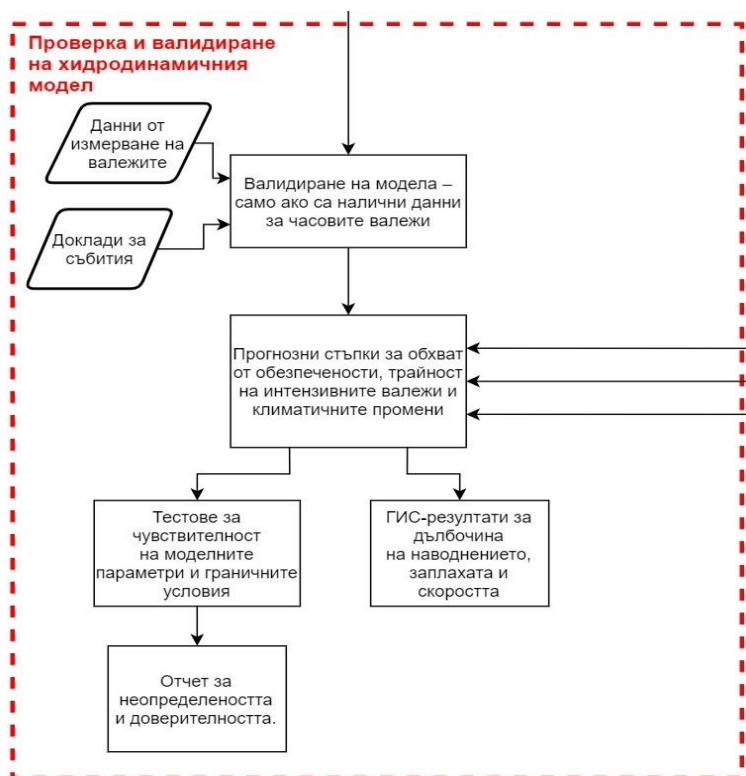 Проверка и валидиране
на хидродинамичния
модел
Данни от
измерване на
валежите
Валидиране на модела –
само ако са налични данни
за часовите валежи
Доклади за
събития
Прогнозни стъпки за обхват
от обезпечености, трайност
на интензивните валежи и
климатичните промени
Тестове за
чувствителност
на моделните
параметри и граничните
условия
ГИС-резултати за
дълбочина
на наводнението,
заплахата и
скоростта
Отчет за
неопределеността
и доверителността.